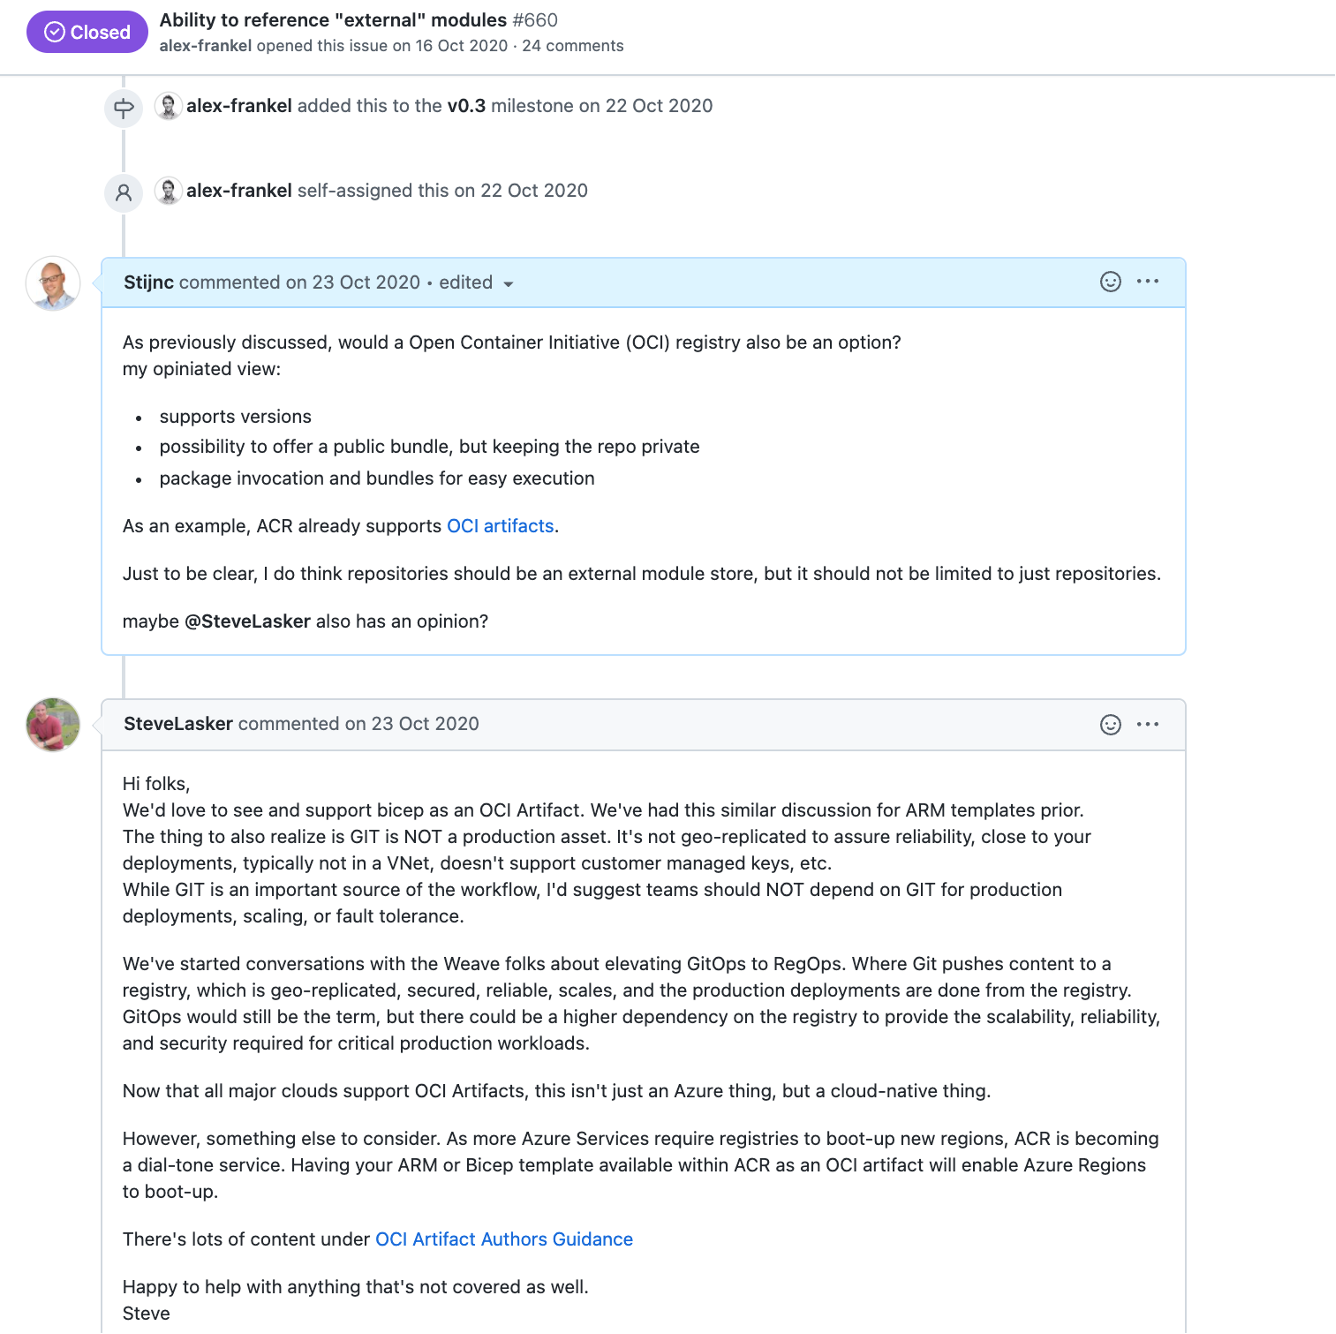 Closed
Ability to reference "external" modules #660
alex-frankel opened this issue on 16 Oct 2020 · 24 comments
alex-frankel added this to the v0.3 milestone on 22 Oct 2020
alex-frankel self-assigned this on 22 Oct 2020
Stijnc commented on 23 Oct 2020 • edited
As previously discussed, would a Open Container Initiative (OCI) registry also be an option?
my opiniated view:
• supports versions
• possibility to offer a public bundle, but keeping the repo private
• package invocation and bundles for easy execution
As an example, ACR already supports OCI artifacts.
Just to be clear, I do think repositories should be an external module store, but it should not be limited to just repositories.
maybe @SteveLasker also has an opinion?
SteveLasker commented on 23 Oct 2020
Hi folks,
We'd love to see and support bicep as an OCI Artifact. We've had this similar discussion for ARM templates prior.
The thing to also realize is GIT is NOT a production asset. It's not geo-replicated to assure reliability, close to your
deployments, typically not in a VNet, doesn't support customer managed keys, etc.
While GIT is an important source of the workflow, I'd suggest teams should NOT depend on GIT for production
deployments, scaling, or fault tolerance.
We've started conversations with the Weave folks about elevating GitOps to RegOps. Where Git pushes content to a
registry, which is geo-replicated, secured, reliable, scales, and the production deployments are done from the registry.
GitOps would still be the term, but there could be a higher dependency on the registry to provide the scalability, reliability,
and security required for critical production workloads.
Now that all major clouds support OCI Artifacts, this isn't just an Azure thing, but a cloud-native thing.
However, something else to consider. As more Azure Services require registries to boot-up new regions, ACR is becoming
a dial-tone service. Having your ARM or Bicep template available within ACR as an OCI artifact will enable Azure Regions
to boot-up.
There's lots of content under OCI Artifact Authors Guidance
Happy to help with anything that's not covered as well.
Steve